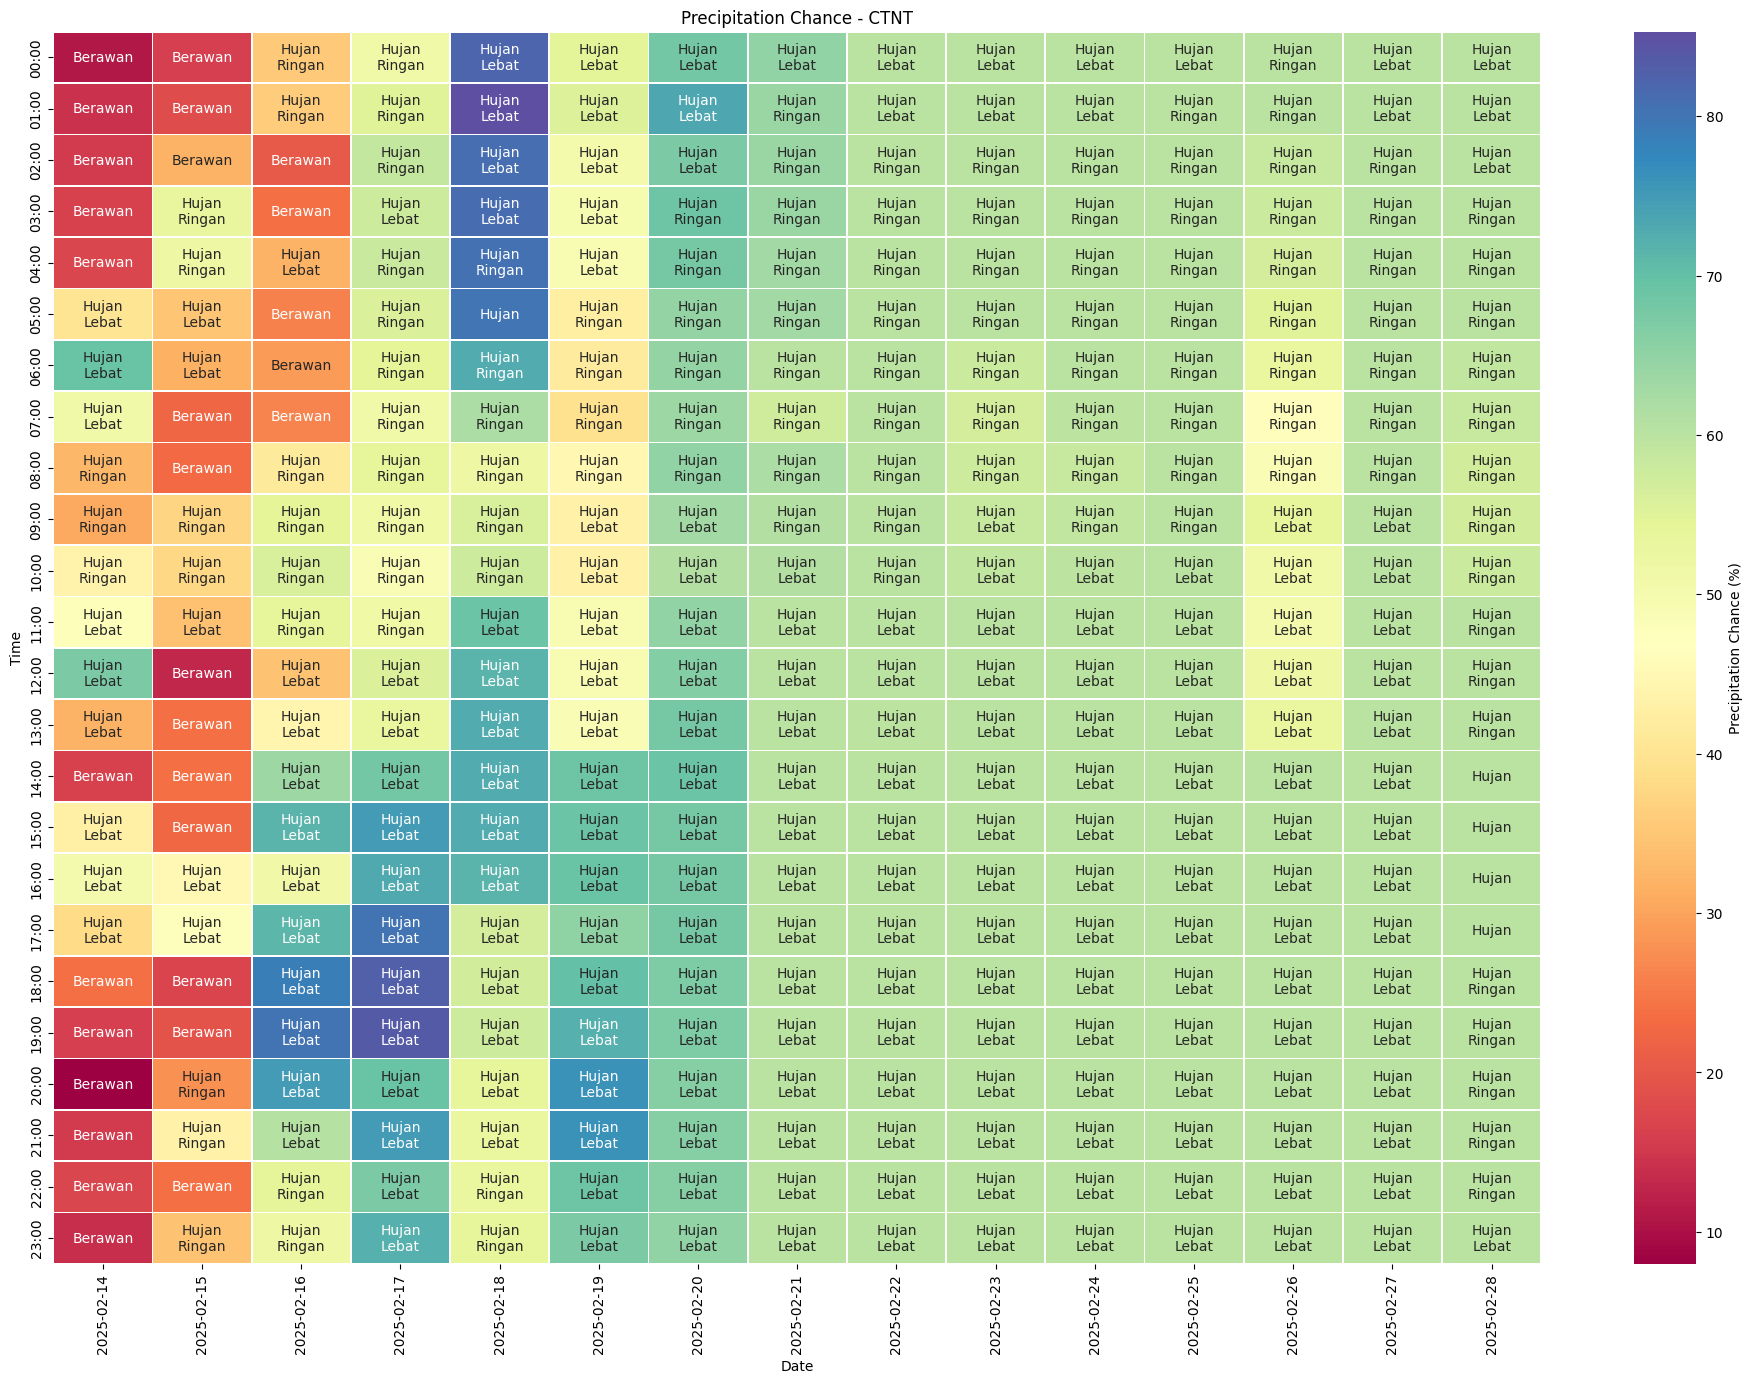 Precipitation Chance - CTNT
00:00 Berawan Berawan Hujan Ringan Hujan Ringan Hujan Lebat Hujan Lebat Hujan Lebat Hujan Lebat Hujan Lebat Hujan Lebat Hujan Lebat Hujan Lebat Hujan Ringan Hujan Lebat Hujan Lebat
01:00 Berawan Berawan Hujan Ringan Hujan Ringan Hujan Lebat Hujan Lebat Hujan Lebat Hujan Ringan Hujan Lebat Hujan Lebat Hujan Lebat Hujan Ringan Hujan Ringan Hujan Lebat Hujan Lebat
02:00 Berawan Berawan Berawan Hujan Ringan Hujan Lebat Hujan Lebat Hujan Lebat Hujan Ringan Hujan Ringan Hujan Ringan Hujan Ringan Hujan Ringan Hujan Ringan Hujan Ringan Hujan Lebat
03:00 Berawan Hujan Ringan Berawan Hujan Lebat Hujan Lebat Hujan Lebat Hujan Ringan Hujan Ringan Hujan Ringan Hujan Ringan Hujan Ringan Hujan Ringan Hujan Ringan Hujan Ringan Hujan Ringan
04:00 Berawan Hujan Ringan Hujan Lebat Hujan Ringan Hujan Ringan Hujan Lebat Hujan Ringan Hujan Ringan Hujan Ringan Hujan Ringan Hujan Ringan Hujan Ringan Hujan Ringan Hujan Ringan Hujan Ringan
05:00 Hujan Lebat Hujan Lebat Berawan Hujan Ringan Hujan Hujan Ringan Hujan Ringan Hujan Ringan Hujan Ringan Hujan Ringan Hujan Ringan Hujan Ringan Hujan Ringan Hujan Ringan Hujan Ringan
06:00 Hujan Lebat Hujan Lebat Berawan Hujan Ringan Hujan Ringan Hujan Ringan Hujan Ringan Hujan Ringan Hujan Ringan Hujan Ringan Hujan Ringan Hujan Ringan Hujan Ringan Hujan Ringan Hujan Ringan
07:00 Hujan Lebat Berawan Berawan Hujan Ringan Hujan Ringan Hujan Ringan Hujan Ringan Hujan Ringan Hujan Ringan Hujan Ringan Hujan Ringan Hujan Ringan Hujan Ringan Hujan Ringan Hujan Ringan
08:00 Hujan Ringan Berawan Hujan Ringan Hujan Ringan Hujan Ringan Hujan Ringan Hujan Ringan Hujan Ringan Hujan Ringan Hujan Ringan Hujan Ringan Hujan Ringan Hujan Ringan Hujan Ringan Hujan Ringan
09:00 Hujan Ringan Hujan Ringan Hujan Ringan Hujan Ringan Hujan Ringan Hujan Lebat Hujan Lebat Hujan Ringan Hujan Ringan Hujan Lebat Hujan Ringan Hujan Ringan Hujan Lebat Hujan Lebat Hujan Ringan
10:00 Hujan Ringan Hujan Ringan Hujan Ringan Hujan Ringan Hujan Ringan Hujan Lebat Hujan Lebat Hujan Lebat Hujan Ringan Hujan Lebat Hujan Lebat Hujan Lebat Hujan Lebat Hujan Lebat Hujan Ringan
11:00 Hujan Lebat Hujan Lebat Hujan Ringan Hujan Ringan Hujan Lebat Hujan Lebat Hujan Lebat Hujan Lebat Hujan Lebat Hujan Lebat Hujan Lebat Hujan Lebat Hujan Lebat Hujan Lebat Hujan Ringan
12:00 Hujan Lebat Berawan Hujan Lebat Hujan Lebat Hujan Lebat Hujan Lebat Hujan Lebat Hujan Lebat Hujan Lebat Hujan Lebat Hujan Lebat Hujan Lebat Hujan Lebat Hujan Lebat Hujan Ringan
13:00 Hujan Lebat Berawan Hujan Lebat Hujan Lebat Hujan Lebat Hujan Lebat Hujan Lebat Hujan Lebat Hujan Lebat Hujan Lebat Hujan Lebat Hujan Lebat Hujan Lebat Hujan Lebat Hujan Ringan
14:00 Berawan Berawan Hujan Lebat Hujan Lebat Hujan Lebat Hujan Lebat Hujan Lebat Hujan Lebat Hujan Lebat Hujan Lebat Hujan Lebat Hujan Lebat Hujan Lebat Hujan Lebat Hujan
15:00 Hujan Lebat Berawan Hujan Lebat Hujan Lebat Hujan Lebat Hujan Lebat Hujan Lebat Hujan Lebat Hujan Lebat Hujan Lebat Hujan Lebat Hujan Lebat Hujan Lebat Hujan Lebat Hujan
16:00 Hujan Lebat Hujan Lebat Hujan Lebat Hujan Lebat Hujan Lebat Hujan Lebat Hujan Lebat Hujan Lebat Hujan Lebat Hujan Lebat Hujan Lebat Hujan Lebat Hujan Lebat Hujan Lebat Hujan
17:00 Hujan Lebat Hujan Lebat Hujan Lebat Hujan Lebat Hujan Lebat Hujan Lebat Hujan Lebat Hujan Lebat Hujan Lebat Hujan Lebat Hujan Lebat Hujan Lebat Hujan Lebat Hujan Lebat Hujan
18:00 Berawan Berawan Hujan Lebat Hujan Lebat Hujan Lebat Hujan Lebat Hujan Lebat Hujan Lebat Hujan Lebat Hujan Lebat Hujan Lebat Hujan Lebat Hujan Lebat Hujan Lebat Hujan Ringan
19:00 Berawan Berawan Hujan Lebat Hujan Lebat Hujan Lebat Hujan Lebat Hujan Lebat Hujan Lebat Hujan Lebat Hujan Lebat Hujan Lebat Hujan Lebat Hujan Lebat Hujan Lebat Hujan Ringan
20:00 Berawan Hujan Ringan Hujan Lebat Hujan Lebat Hujan Lebat Hujan Lebat Hujan Lebat Hujan Lebat Hujan Lebat Hujan Lebat Hujan Lebat Hujan Lebat Hujan Lebat Hujan Lebat Hujan Ringan
21:00 Berawan Hujan Ringan Hujan Lebat Hujan Lebat Hujan Lebat Hujan Lebat Hujan Lebat Hujan Lebat Hujan Lebat Hujan Lebat Hujan Lebat Hujan Lebat Hujan Lebat Hujan Lebat Hujan Ringan
22:00 Berawan Berawan Hujan Ringan Hujan Lebat Hujan Ringan Hujan Lebat Hujan Lebat Hujan Lebat Hujan Lebat Hujan Lebat Hujan Lebat Hujan Lebat Hujan Lebat Hujan Lebat Hujan Ringan
23:00 Berawan Hujan Ringan Hujan Ringan Hujan Lebat Hujan Ringan Hujan Lebat Hujan Lebat Hujan Lebat Hujan Lebat Hujan Lebat Hujan Lebat Hujan Lebat Hujan Lebat Hujan Lebat Hujan Lebat
Time
2025-02-14 2025-02-15 2025-02-16 2025-02-17 2025-02-18 2025-02-19 2025-02-20 2025-02-21 2025-02-22 2025-02-23 2025-02-24 2025-02-25 2025-02-26 2025-02-27 2025-02-28
Date
80
70
60
50
40
30
20
10
Precipitation Chance (%)